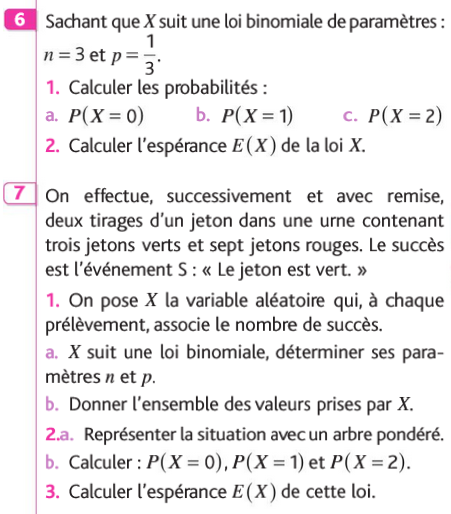 6 Sachant que X suit une loi binomiale de paramètres :
n = 3 et p = 1/3.
1. Calculer les probabilités :
a. P(X = 0) b. P(X = 1) c. P(X = 2)
2. Calculer l'espérance E(X) de la loi X.
7 On effectue, successivement et avec remise,
deux tirages d'un jeton dans une urne contenant
trois jetons verts et sept jetons rouges. Le succès
est l'événement S : « Le jeton est vert. »
1. On pose X la variable aléatoire qui, à chaque
prélèvement, associe le nombre de succès.
a. X suit une loi binomiale, déterminer ses para-
mètres n et p.
b. Donner l'ensemble des valeurs prises par X.
2.a. Représenter la situation avec un arbre pondéré.
b. Calculer : P(X = 0), P(X = 1) et P(X = 2).
3. Calculer l'espérance E(X) de cette loi.